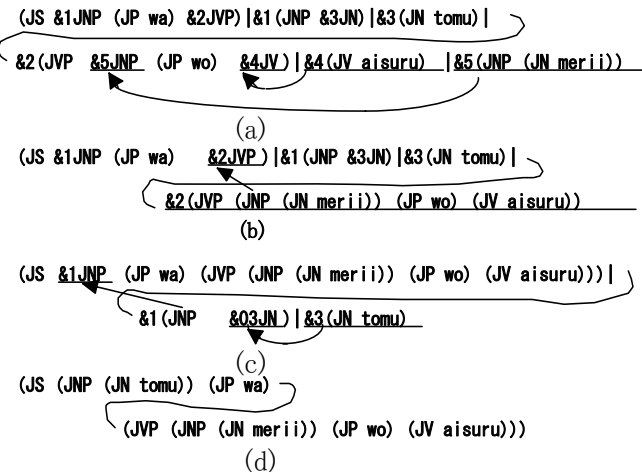 (JS &1JNP (JP wa) &2JVP)|&1(JNP &3JN)|&3(JN tomu)|
&2(JVP &5JNP (JP wo) &4JV)|&4(JV aisuru) |&5(JNP (JN merii))
(a)
(JS &1JNP (JP wa) &2JVP)|&1(JNP &3JN)|&3(JN tomu)|
&2(JVP (JNP (JN merii)) (JP wo) (JV aisuru))
(b)
(JS &1JNP (JP wa) (JVP (JNP (JN merii)) (JP wo) (JV aisuru)))|
&1(JNP &03JN)|&3(JN tomu)
(c)
(JS (JNP (JN tomu)) (JP wa)
(JVP (JNP (JN merii)) (JP wo) (JV aisuru)))
(d)